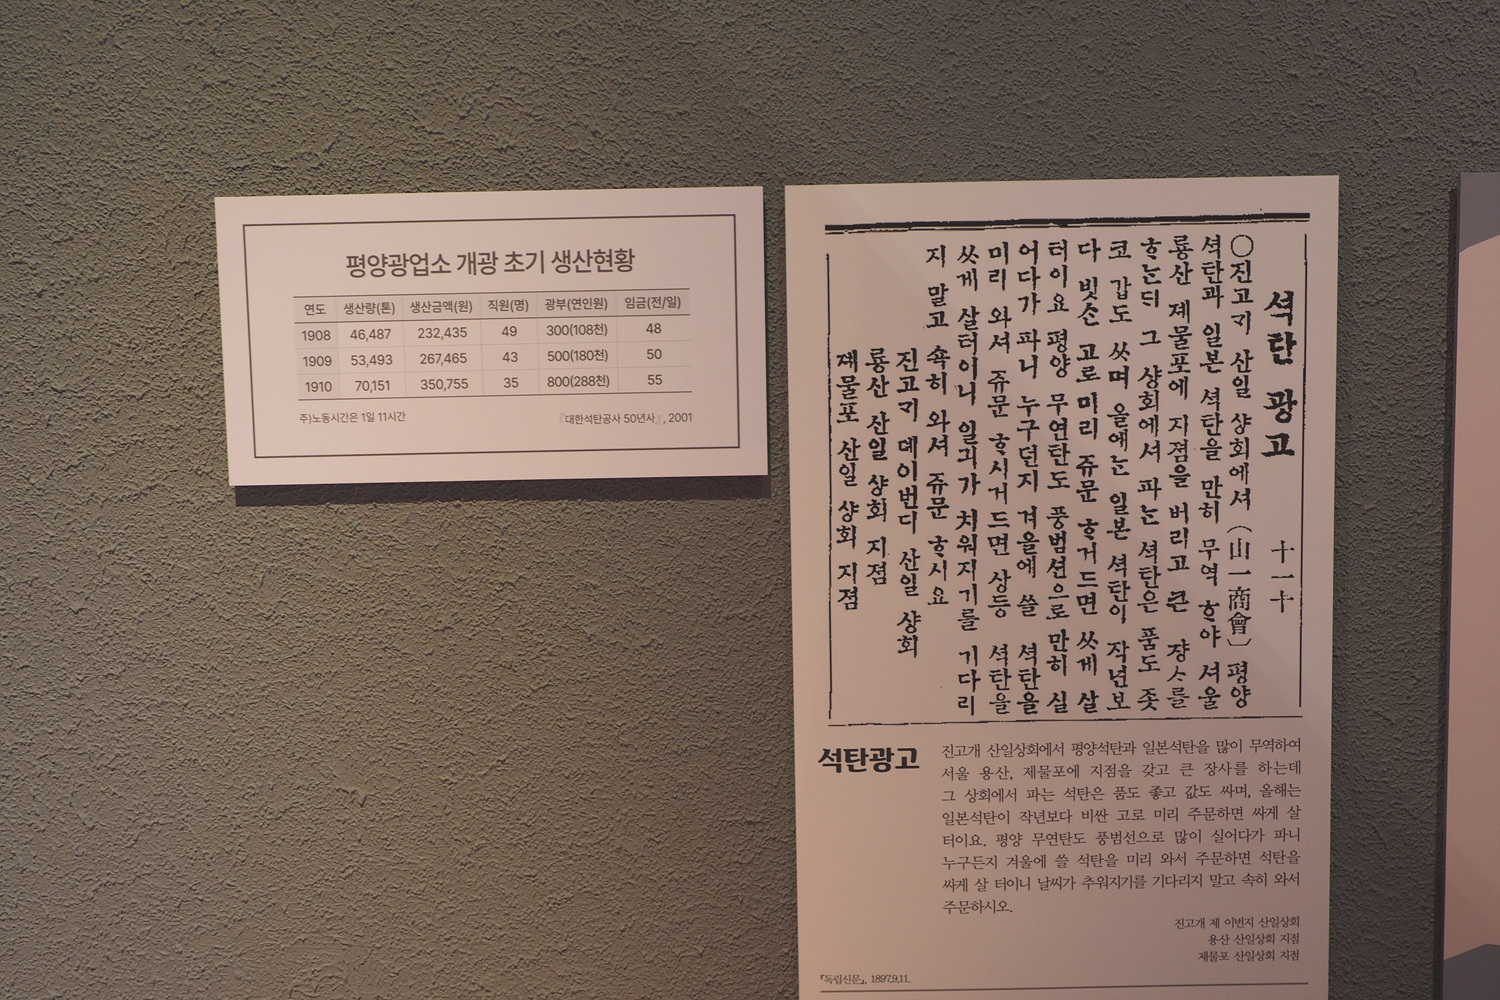 평양광업소 개광 초기 생산현황
연도 생산량(톤) 생산금액(원) 직원(명) 광부(연인원) 임금(전/일)
1908 46,487 232,435 49 300(108천) 48
1909 53,493 267,465 43 500(180천) 50
1910 70,151 350,755 35 800(288천) 55
주)노동시간은 1일 11시간
『대한석탄공사 50년사』, 2001
석탄 광고 十一十
○진고ᄀᆡ 산일 샹회에셔 (山一商會) 평양
셕탄과 일본 셕탄을 만히 무역 ᄒᆞ야 셔울
룡산 졔물포에 지졈을 버리고 큰 쟝ᄉᆞ를
ᄒᆞᄂᆞᆫᄃᆡ 그 샹회에셔 파ᄂᆞᆫ 셕탄은 품도 죳
코 갑도 ᄊᆞ며 올에ᄂᆞᆫ 일본 셕탄이 작년보
다 빗ᄉᆞᆫ 고로 미리 쥬문 ᄒᆞ거드면 ᄊᆞ게 살
터이요 평양 무연탄도 풍범션으로 만히 실
어다가 파니 누구던지 겨을에 쓸 셕탄을
미리 와셔 쥬문 ᄒᆞ시거드면 상등 셕탄을
ᄊᆞ게 살터이니 일긔가 치워지기를 기다리
지 말고 쇽히 와셔 쥬문 ᄒᆞ시요
진고ᄀᆡ 뎨이번디 산일 샹회
룡산 산일 샹회 지졈
졔물포 산일 샹회 지졈
석탄광고
진고개 산일상회에서 평양석탄과 일본석탄을 많이 무역하여
서울 용산, 제물포에 지점을 갖고 큰 장사를 하는데
그 상회에서 파는 석탄은 품도 좋고 값도 싸며, 올해는
일본석탄이 작년보다 비싼 고로 미리 주문하면 싸게 살
터이요. 평양 무연탄도 풍범선으로 많이 실어다가 파니
누구든지 겨울에 쓸 석탄을 미리 와서 주문하면 석탄을
싸게 살 터이니 날씨가 추워지기를 기다리지 말고 속히 와서
주문하시오.
진고개 제 이번지 산일상회
용산 산일상회 지점
제물포 산일상회 지점
『독립신문』, 1897.9.11.